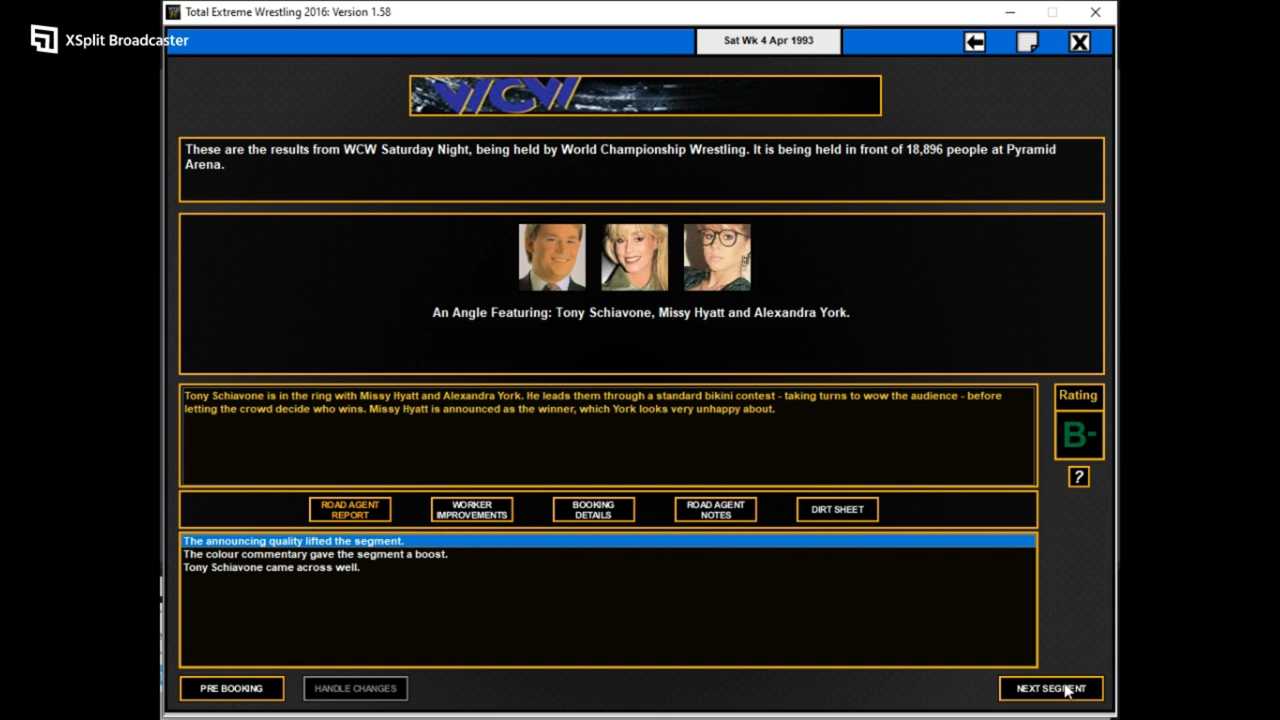 Total Extreme Wrestling 2016: Version 1.58
XSplit Broadcaster
Sat Wk 4 Apr 1993
WCW
These are the results from WCW Saturday Night, being held by World Championship Wrestling. It is being held in front of 18,896 people at Pyramid
Arena.
An Angle Featuring: Tony Schiavone, Missy Hyatt and Alexandra York.
Tony Schiavone is in the ring with Missy Hyatt and Alexandra York. He leads them through a standard bikini contest - taking turns to wow the audience - before
letting the crowd decide who wins. Missy Hyatt is announced as the winner, which York looks very unhappy about.
Rating
B-
?
ROAD AGENT
REPORT
WORKER
IMPROVEMENTS
BOOKING
DETAILS
ROAD AGENT
NOTES
DIRT SHEET
The announcing quality lifted the segment.
The colour commentary gave the segment a boost.
Tony Schiavone came across well.
PRE BOOKING
HANDLE CHANGES
NEXT SEGMENT